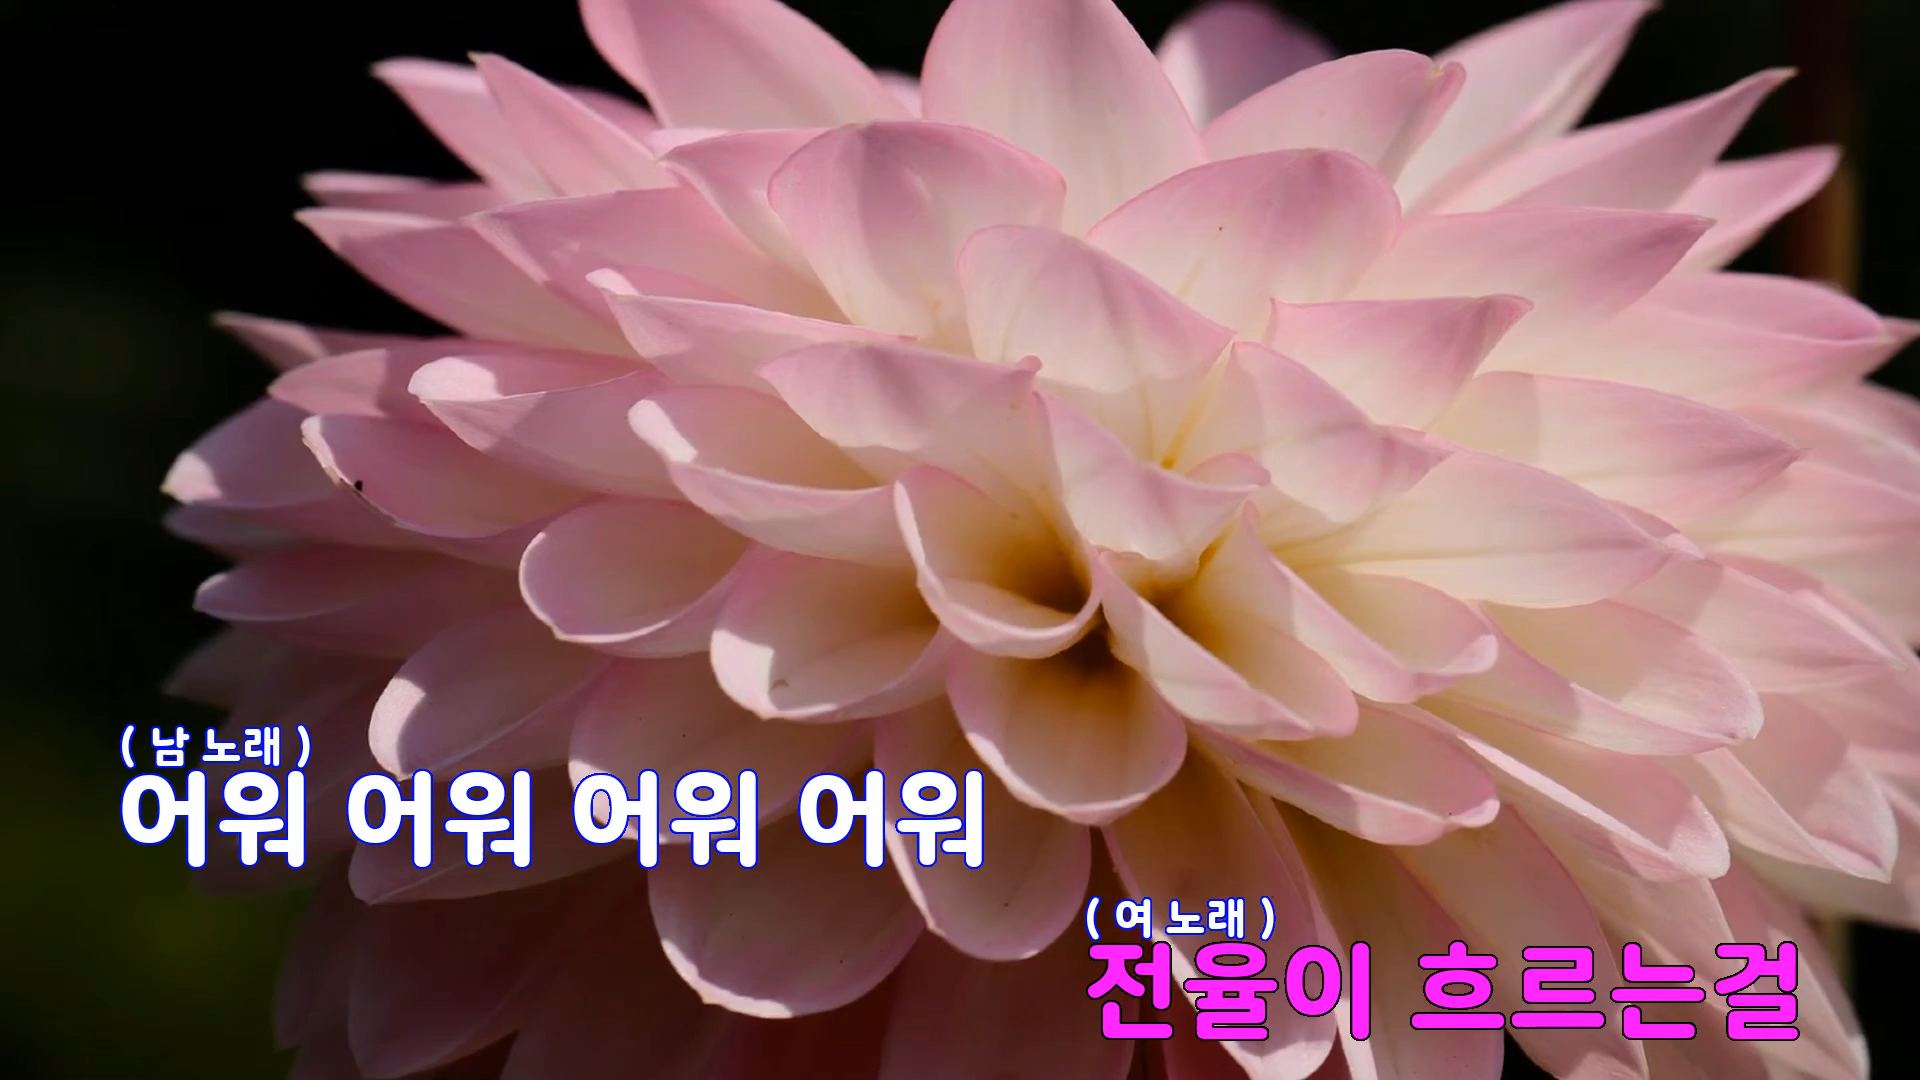 ( 남 노래 )
어워 어워 어워 어워
( 여 노래 )
전율이 흐르는걸